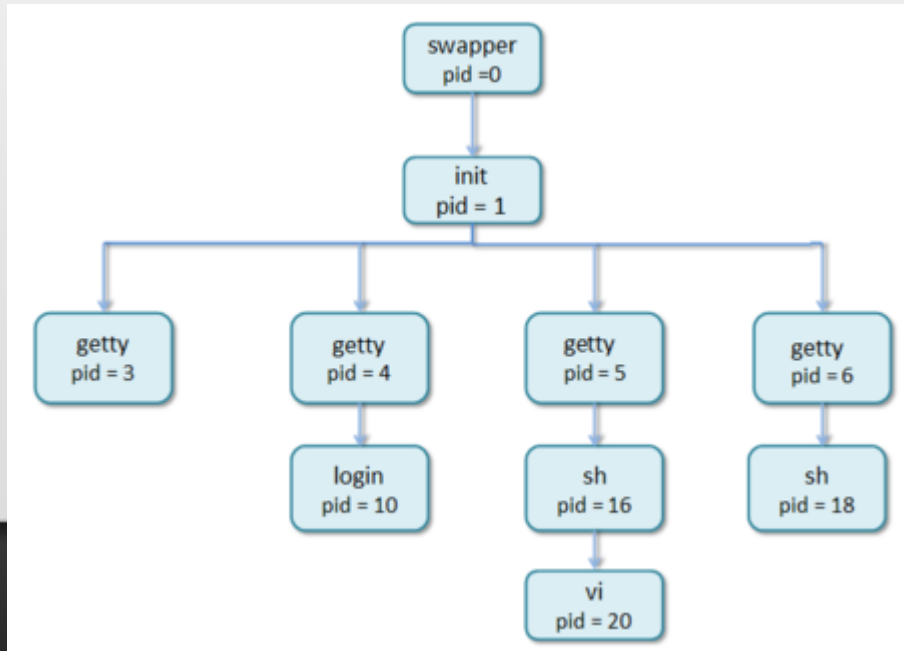 swapper
pid =0
init
pid = 1
getty
pid = 3
getty
pid = 4
getty
pid = 5
getty
pid = 6
login
pid = 10
sh
pid = 16
sh
pid = 18
vi
pid = 20